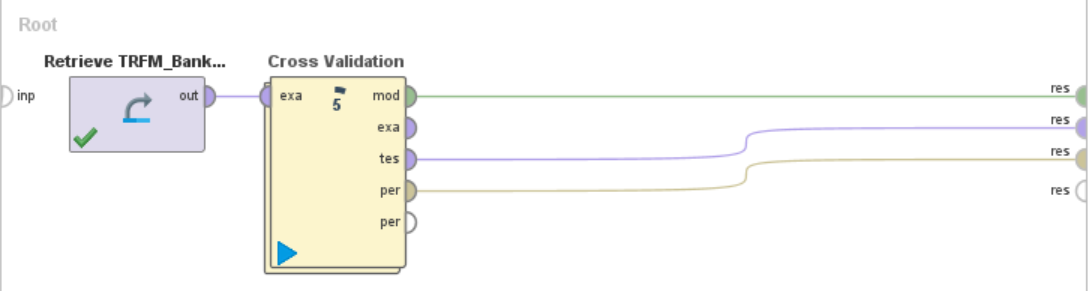 Root
Retrieve TRFM_Bank...
Cross Validation
inp
out
exa
5
mod
res
exa
res
tes
res
per
res
per